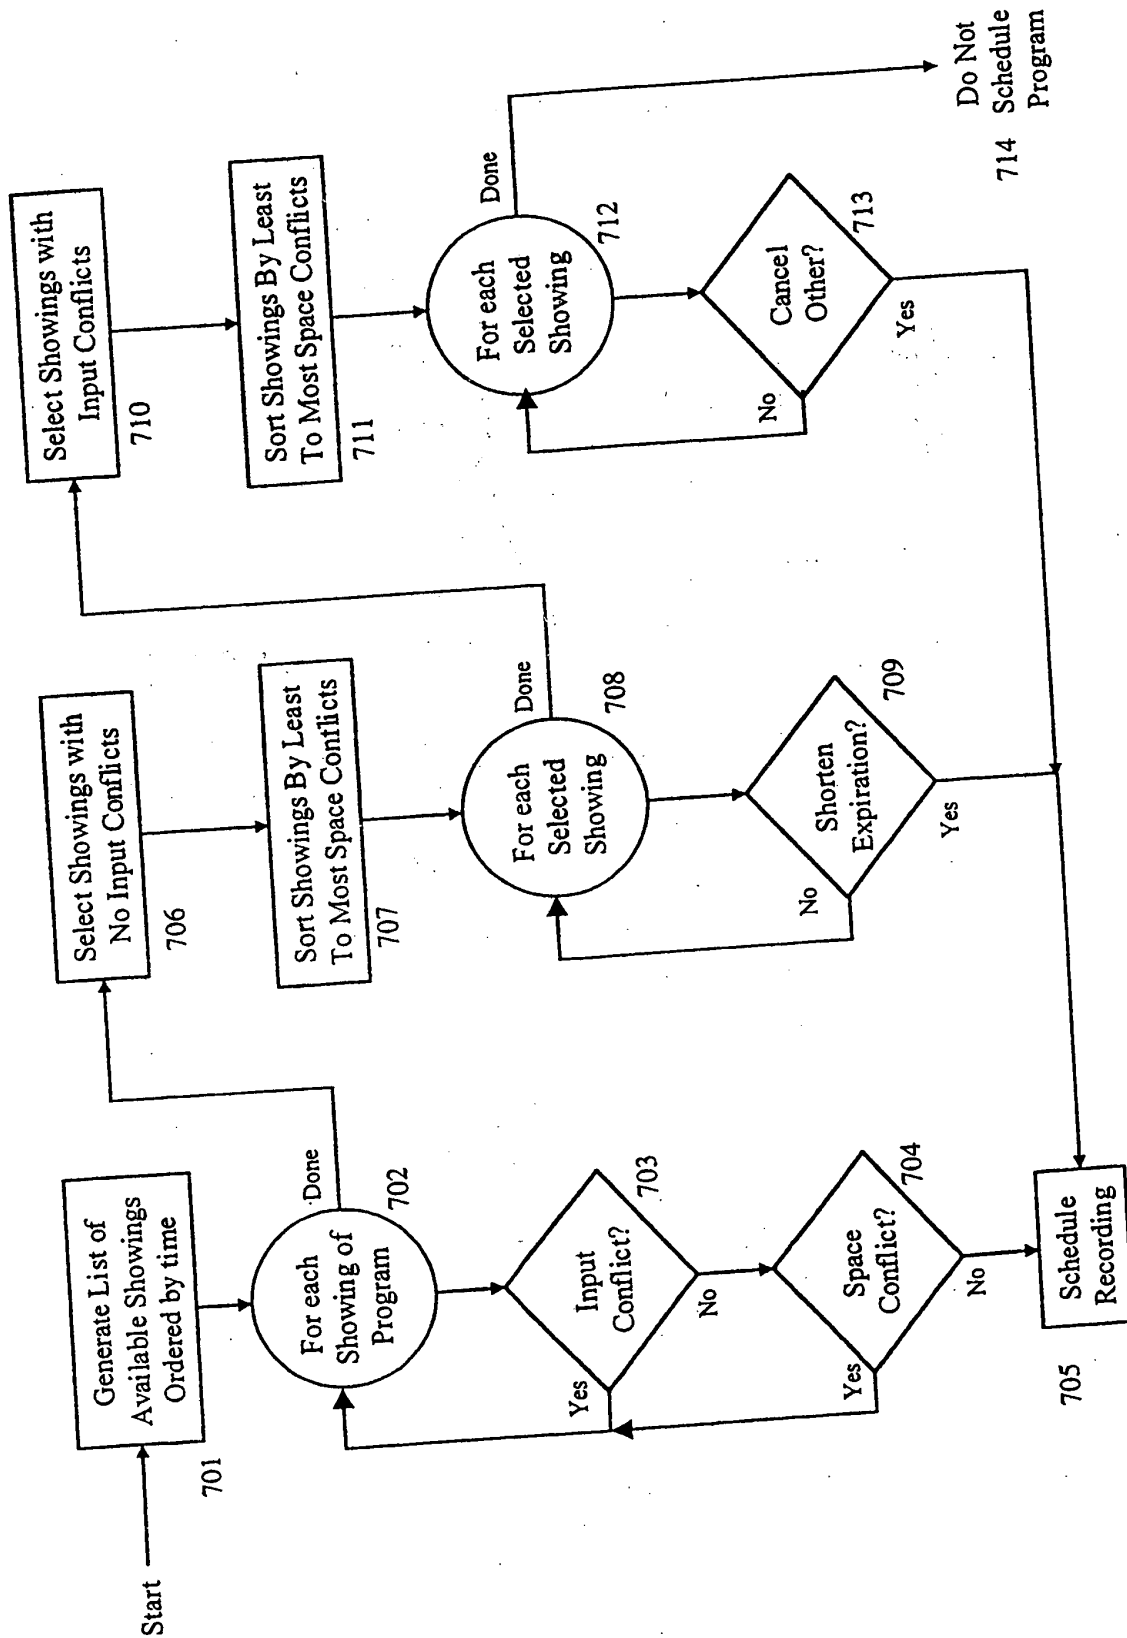 Start
Generate List of
Available Showings
Ordered by time
701
For each
Showing of
Program
702
Done
Input
Conflict?
703
Yes
No
Space
Conflict?
704
Yes
No
Schedule
Recording
705
Select Showings with
No Input Conflicts
706
Sort Showings By Least
To Most Space Conflicts
707
For each
Selected
Showing
708
Done
Shorten
Expiration?
709
No
Yes
Select Showings with
Input Conflicts
710
Sort Showings By Least
To Most Space Conflicts
711
For each
Selected
Showing
712
Done
Cancel
Other?
713
No
Yes
714
Do Not
Schedule
Program